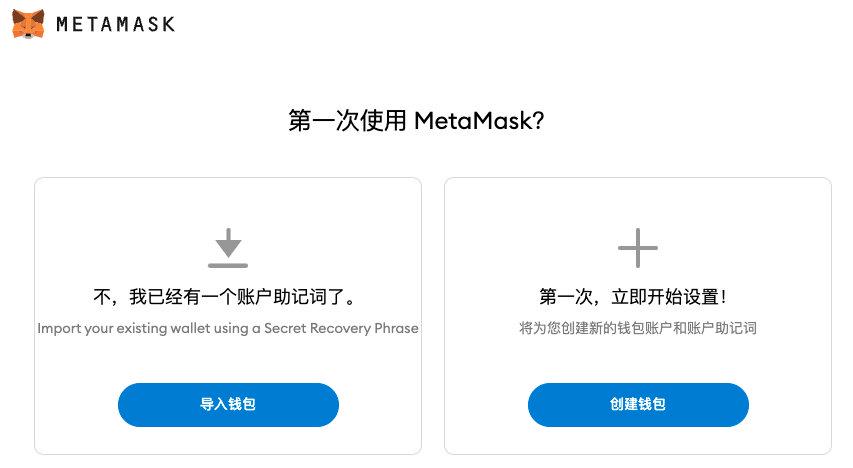 METAMASK
第一次使用 MetaMask?
不，我已经有一个账户助记词了。
Import your existing wallet using a Secret Recovery Phrase
导入钱包
第一次，立即开始设置！
将为您创建新的钱包账户和账户助记词
创建钱包